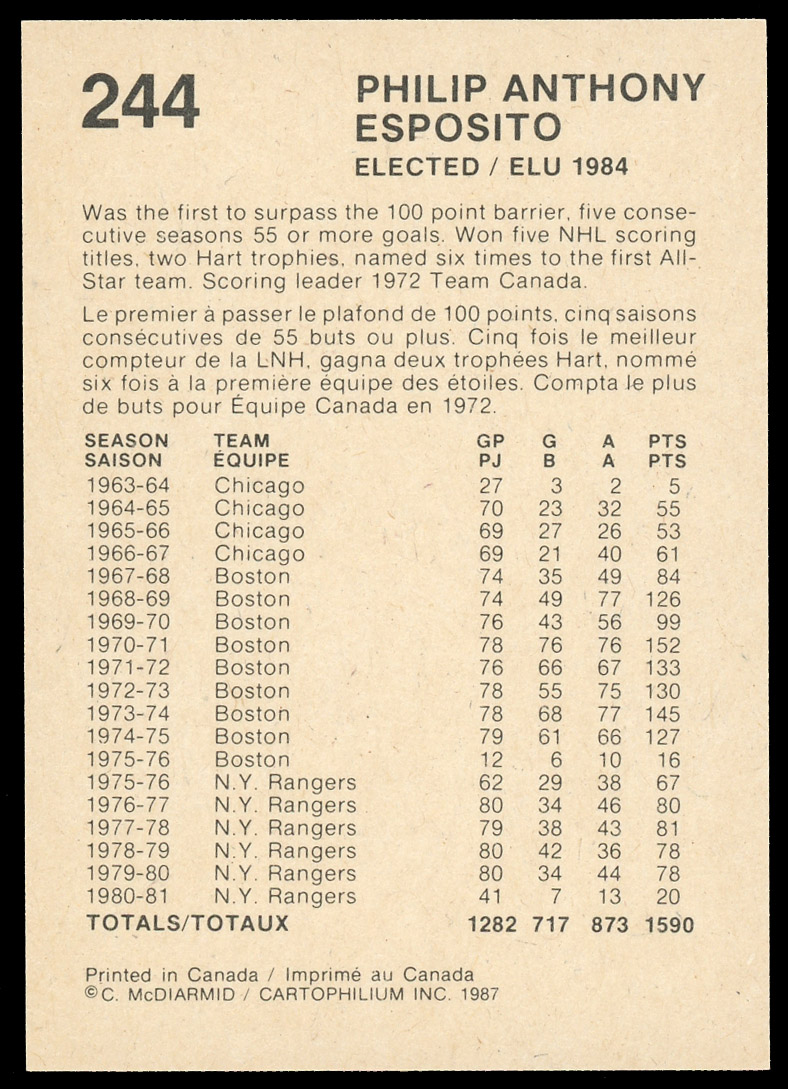 244
PHILIP ANTHONY
ESPOSITO
ELECTED / ELU 1984
Was the first to surpass the 100 point barrier, five conse-
cutive seasons 55 or more goals. Won five NHL scoring
titles, two Hart trophies, named six times to the first All-
Star team. Scoring leader 1972 Team Canada.
Le premier à passer le plafond de 100 points, cinq saisons
consécutives de 55 buts ou plus. Cinq fois le meilleur
compteur de la LNH, gagna deux trophées Hart, nommé
six fois à la première équipe des étoiles. Compta le plus
de buts pour Équipe Canada en 1972.
SEASON TEAM GP G A PTS
SAISON ÉQUIPE PJ B A PTS
1963-64 Chicago 27 3 2 5
1964-65 Chicago 70 23 32 55
1965-66 Chicago 69 27 26 53
1966-67 Chicago 69 21 40 61
1967-68 Boston 74 35 49 84
1968-69 Boston 74 49 77 126
1969-70 Boston 76 43 56 99
1970-71 Boston 78 76 76 152
1971-72 Boston 76 66 67 133
1972-73 Boston 78 55 75 130
1973-74 Boston 78 68 77 145
1974-75 Boston 79 61 66 127
1975-76 Boston 12 6 10 16
1975-76 N.Y. Rangers 62 29 38 67
1976-77 N.Y. Rangers 80 34 46 80
1977-78 N.Y. Rangers 79 38 43 81
1978-79 N.Y. Rangers 80 42 36 78
1979-80 N.Y. Rangers 80 34 44 78
1980-81 N.Y. Rangers 41 7 13 20
TOTALS/TOTAUX 1282 717 873 1590
Printed in Canada / Imprimé au Canada
©C. McDIARMID / CARTOPHILIUM INC. 1987